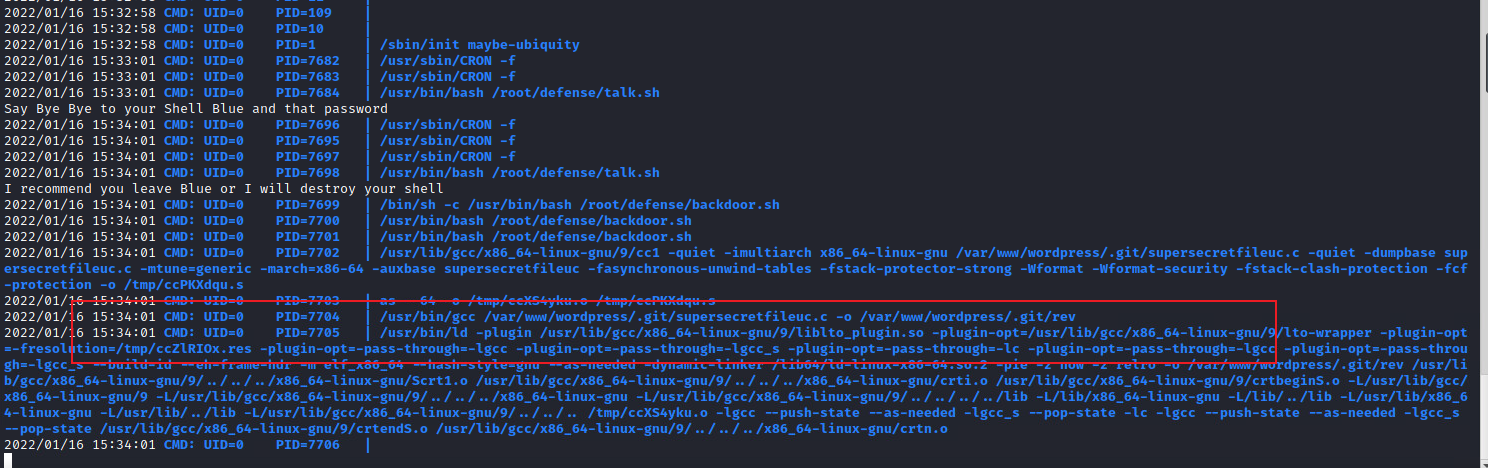 2022/01/16 15:32:58 CMD: UID=0    PID=109    |
2022/01/16 15:32:58 CMD: UID=0    PID=10     |
2022/01/16 15:32:58 CMD: UID=0    PID=1      | /sbin/init maybe-ubiquity
2022/01/16 15:33:01 CMD: UID=0    PID=7682   | /usr/sbin/CRON -f
2022/01/16 15:33:01 CMD: UID=0    PID=7683   | /usr/sbin/CRON -f
2022/01/16 15:33:01 CMD: UID=0    PID=7684   | /usr/bin/bash /root/defense/talk.sh
Say Bye Bye to your Shell Blue and that password
2022/01/16 15:34:01 CMD: UID=0    PID=7696   | /usr/sbin/CRON -f
2022/01/16 15:34:01 CMD: UID=0    PID=7695   | /usr/sbin/CRON -f
2022/01/16 15:34:01 CMD: UID=0    PID=7697   | /usr/sbin/CRON -f
2022/01/16 15:34:01 CMD: UID=0    PID=7698   | /usr/bin/bash /root/defense/talk.sh
I recommend you leave Blue or I will destroy your shell
2022/01/16 15:34:01 CMD: UID=0    PID=7699   | /bin/sh -c /usr/bin/bash /root/defense/backdoor.sh
2022/01/16 15:34:01 CMD: UID=0    PID=7700   | /usr/bin/bash /root/defense/backdoor.sh
2022/01/16 15:34:01 CMD: UID=0    PID=7701   | /usr/bin/bash /root/defense/backdoor.sh
2022/01/16 15:34:01 CMD: UID=0    PID=7702   | /usr/lib/gcc/x86_64-linux-gnu/9/cc1 -quiet -imultiarch x86_64-linux-gnu /var/www/wordpress/.git/supersecretfileuc.c -quiet -dumpbase sup
ersecretfileuc.c -mtune=generic -march=x86-64 -auxbase supersecretfileuc -fasynchronous-unwind-tables -fstack-protector-strong -Wformat -Wformat-security -fstack-clash-protection -fcf
-protection -o /tmp/ccPKXdqu.s
2022/01/16 15:34:01 CMD: UID=0    PID=7703   | as --64 -o /tmp/ccXS4yku.o /tmp/ccPKXdqu.s
2022/01/16 15:34:01 CMD: UID=0    PID=7704   | /usr/bin/gcc /var/www/wordpress/.git/supersecretfileuc.c -o /var/www/wordpress/.git/rev
2022/01/16 15:34:01 CMD: UID=0    PID=7705   | /usr/bin/ld -plugin /usr/lib/gcc/x86_64-linux-gnu/9/liblto_plugin.so -plugin-opt=/usr/lib/gcc/x86_64-linux-gnu/9/lto-wrapper -plugin-opt
=-fresolution=/tmp/ccZlRIOx.res -plugin-opt=-pass-through=-lgcc -plugin-opt=-pass-through=-lgcc_s -plugin-opt=-pass-through=-lc -plugin-opt=-pass-through=-lgcc -plugin-opt=-pass-throu
gh=-lgcc_s --build-id --eh-frame-hdr -m elf_x86_64 --hash-style=gnu --as-needed -dynamic-linker /lib64/ld-linux-x86-64.so.2 -pie -z now -z relro -o /var/www/wordpress/.git/rev /usr/li
b/gcc/x86_64-linux-gnu/9/../../../x86_64-linux-gnu/Scrt1.o /usr/lib/gcc/x86_64-linux-gnu/9/../../../x86_64-linux-gnu/crti.o /usr/lib/gcc/x86_64-linux-gnu/9/crtbeginS.o -L/usr/lib/gcc/
x86_64-linux-gnu/9 -L/usr/lib/gcc/x86_64-linux-gnu/9/../../../x86_64-linux-gnu -L/usr/lib/gcc/x86_64-linux-gnu/9/../../../../lib -L/lib/x86_64-linux-gnu -L/lib/../lib -L/usr/lib/x86_6
4-linux-gnu -L/usr/lib/../lib -L/usr/lib/gcc/x86_64-linux-gnu/9/../../.. /tmp/ccXS4yku.o -lgcc --push-state --as-needed -lgcc_s --pop-state -lc -lgcc --push-state --as-needed -lgcc_s
--pop-state /usr/lib/gcc/x86_64-linux-gnu/9/crtendS.o /usr/lib/gcc/x86_64-linux-gnu/9/../../../x86_64-linux-gnu/crtn.o
2022/01/16 15:34:01 CMD: UID=0    PID=7706   |